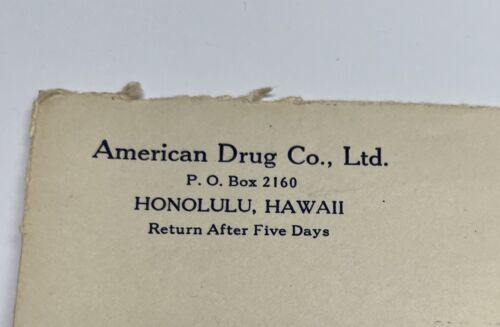 American Drug Co., Ltd.
P. O. Box 2160
HONOLULU, HAWAII
Return After Five Days